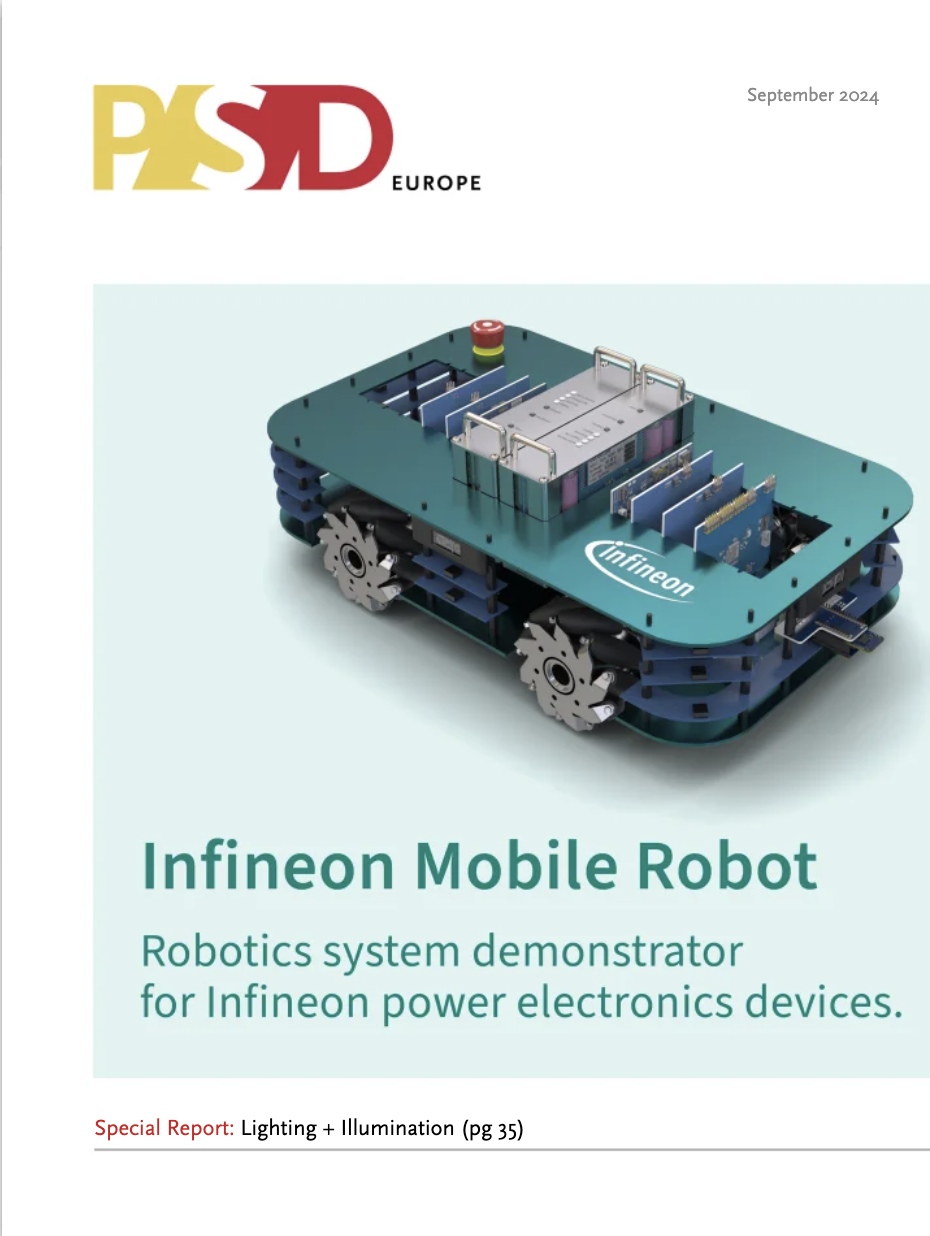 PSD
EUROPE
September 2024
infineon
Infineon Mobile Robot
Robotics system demonstrator
for Infineon power electronics devices.
Special Report: Lighting + Illumination (pg 35)